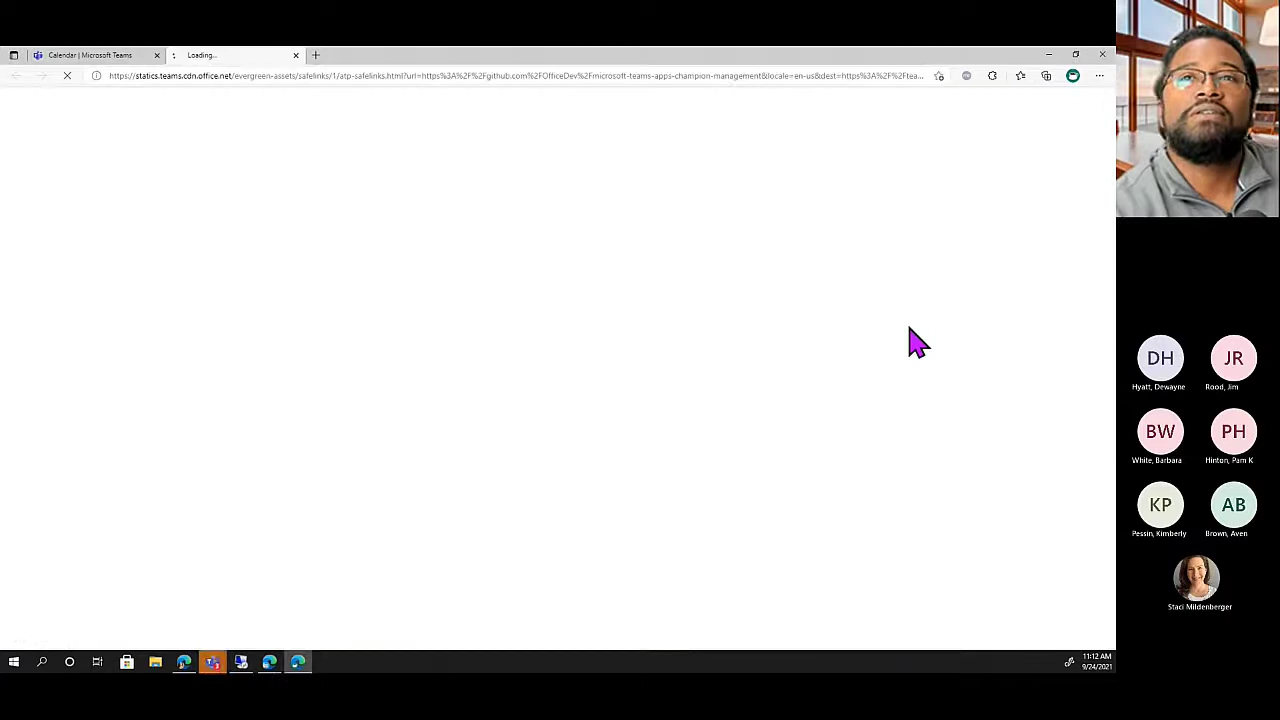 Calendar | Microsoft Teams
Loading...
https://statics.teams.cdn.office.net/evergreen-assets/safelinks/1/atp-safelinks.html?url=https%3A%2F%2Fgithub.com%2FOfficeDev%2Fmicrosoft-teams-apps-champion-management&locale=en-us&dest=https%3A%2F%2Ftea...
DH
JR
Hyatt, Dewayne
Rood, Jim
BW
PH
White, Barbara
Hinton, Pam K
KP
AB
Pessin, Kimberly
Brown, Aven
Staci Mildenberger
11:12 AM
9/24/2021